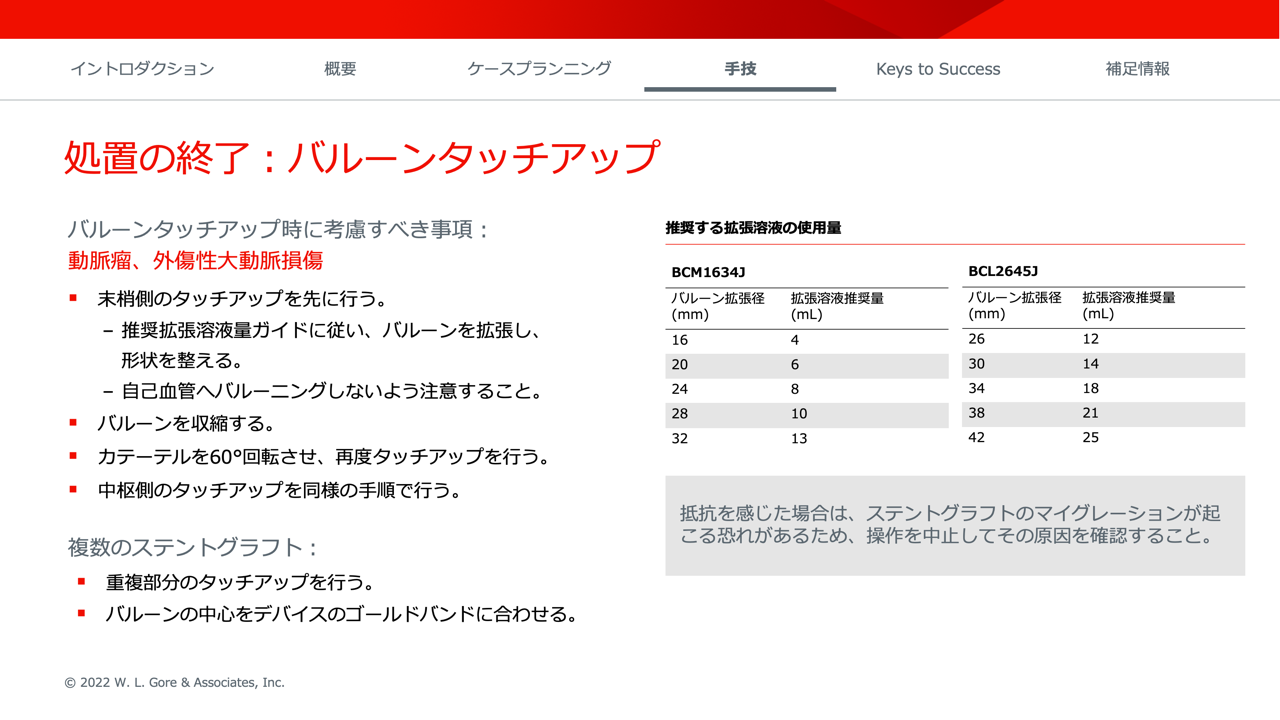 イントロダクション
概要
ケースプランニング
手技
Keys to Success
補足情報
処置の終了：バルーンタッチアップ
バルーンタッチアップ時に考慮すべき事項：
動脈瘤、外傷性大動脈損傷
▪ 末梢側のタッチアップを先に行う。
– 推奨拡張溶液量ガイドに従い、バルーンを拡張し、
形状を整える。
– 自己血管へバルーニングしないよう注意すること。
▪ バルーンを収縮する。
▪ カテーテルを60°回転させ、再度タッチアップを行う。
▪ 中枢側のタッチアップを同様の手順で行う。
複数のステントグラフト：
▪ 重複部分のタッチアップを行う。
▪ バルーンの中心をデバイスのゴールドバンドに合わせる。
推奨する拡張溶液の使用量
BCM1634J
バルーン拡張径 拡張溶液推奨量
(mm) (mL)
16 4
20 6
24 8
28 10
32 13
BCL2645J
バルーン拡張径 拡張溶液推奨量
(mm) (mL)
26 12
30 14
34 18
38 21
42 25
抵抗を感じた場合は、ステントグラフトのマイグレーションが起
こる恐れがあるため、操作を中止してその原因を確認すること。
© 2022 W. L. Gore & Associates, Inc.